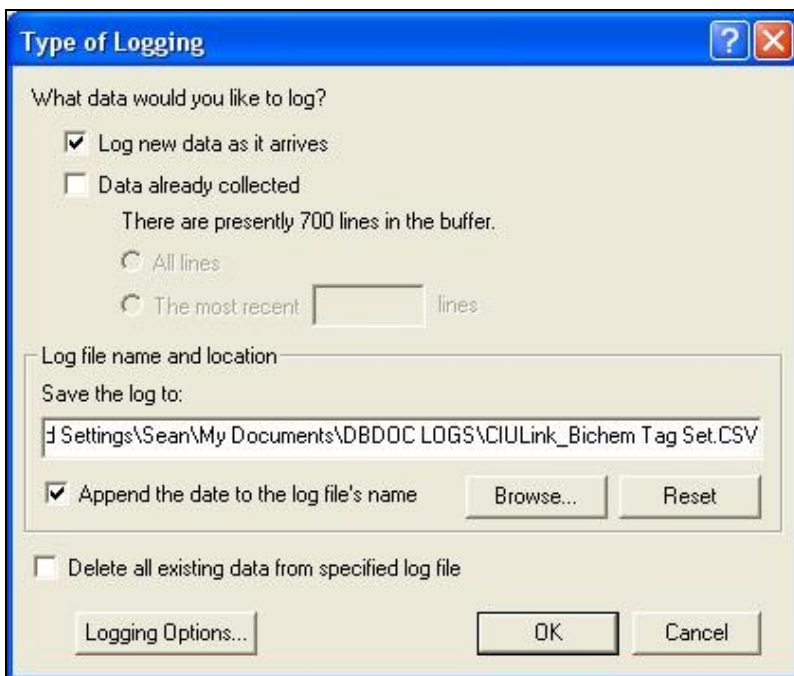 Type of Logging
What data would you like to log?
Log new data as it arrives
Data already collected
There are presently 700 lines in the buffer.
All lines
The most recent lines
Log file name and location
Save the log to:
d Settings\Sean\My Documents\DBDOC LOGS\CIULink_Bichem Tag Set.CSV
Append the date to the log file's name
Browse...
Reset
Delete all existing data from specified log file
Logging Options...
OK
Cancel